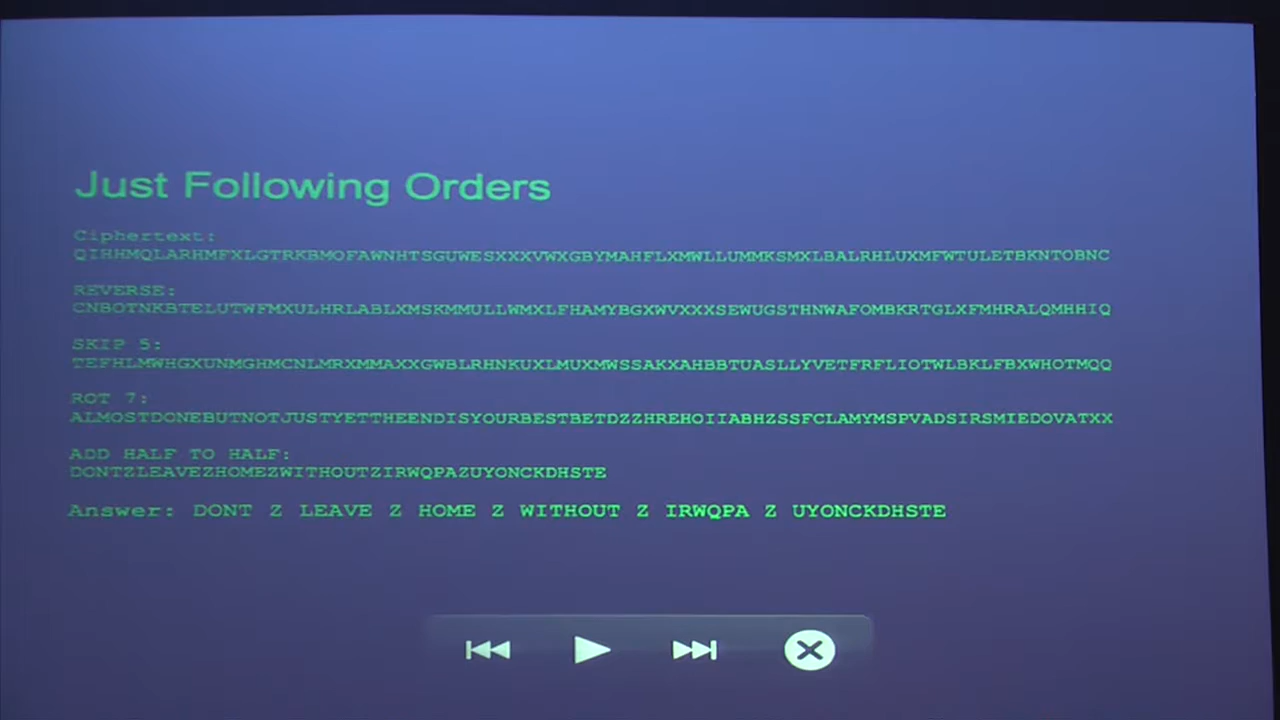 Just Following Orders
Ciphertext:
QIHHMQLARHMFXLGTRKBMOFAWNHTSGUWESXXXVWXGBYMAHFLXMWLLUMMKSMXLBALRHLUXMFWTULETBKNTOBNC
REVERSE:
CNBOTNKBTELUTWFMXULHRLABLXMSKMMULLWMXLFHAMYBGXWVXXXSEWUGSTHNWAFOMBKRTGLXFMHRALQMHHIQ
SKIP 5:
TEFHLMWHGXUNMGHMCNLMRXMMAXXGWBLRHNKUXLMUXMWSSAKXAHBBTUASLLYVETFRFLIOTWLBKLFBXWHOTMQQ
ROT 7:
ALMOSTDONEBUTNOTJUSTYETTHEENDISYOURBESTBETDZZHREHOIIABHZSSFCLAMYMSPVADSIRSMIEDOVATXX
ADD HALF TO HALF:
DONTZLEAVEZHOMEZWITHOUTZIRWQPAZUYONCKDHSTE
Answer: DONT Z LEAVE Z HOME Z WITHOUT Z IRWQPA Z UYONCKDHSTE